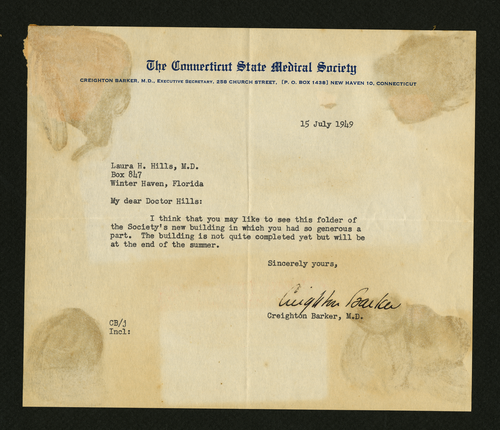 The Connecticut State Medical Society
CREIGHTON BARKER, M.D., EXECUTIVE SECRETARY, 258 CHURCH STREET, (P. O. BOX 1436) NEW HAVEN 10, CONNECTICUT
15 July 1949
Laura H. Hills, M.D.
Box 847
Winter Haven, Florida
My dear Doctor Hills:
I think that you may like to see this folder of
the Society's new building in which you had so generous a
part. The building is not quite completed yet but will be
at the end of the summer.
Sincerely yours,
Creighton Barker
Creighton Barker, M.D.
CB/j
Incl: